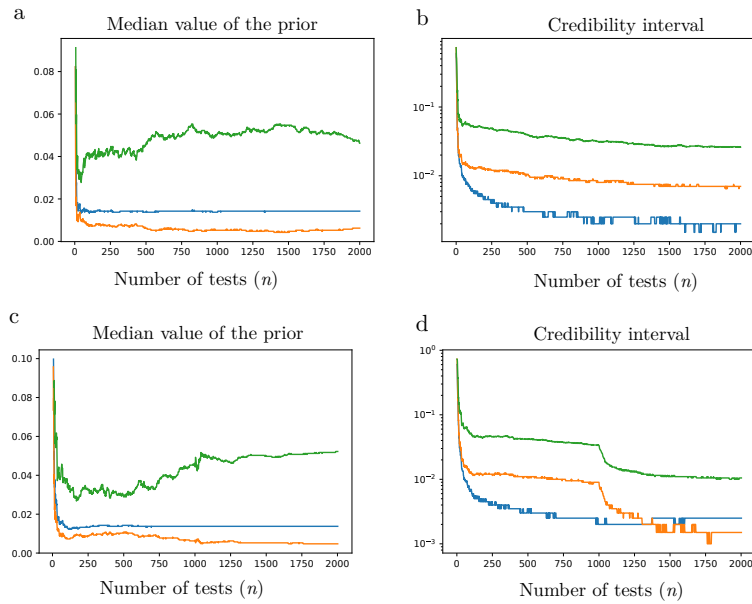 a
Median value of the prior
0.08
0.06
0.04
0.02
0.00
0 250 500 750 1000 1250 1500 1750 2000
Number of tests (n)
b
Credibility interval
10⁻¹
10⁻²
0 250 500 750 1000 1250 1500 1750 2000
Number of tests (n)
c
Median value of the prior
0.10
0.08
0.06
0.04
0.02
0.00
0 250 500 750 1000 1250 1500 1750 2000
Number of tests (n)
d
Credibility interval
10⁰
10⁻¹
10⁻²
10⁻³
0 250 500 750 1000 1250 1500 1750 2000
Number of tests (n)